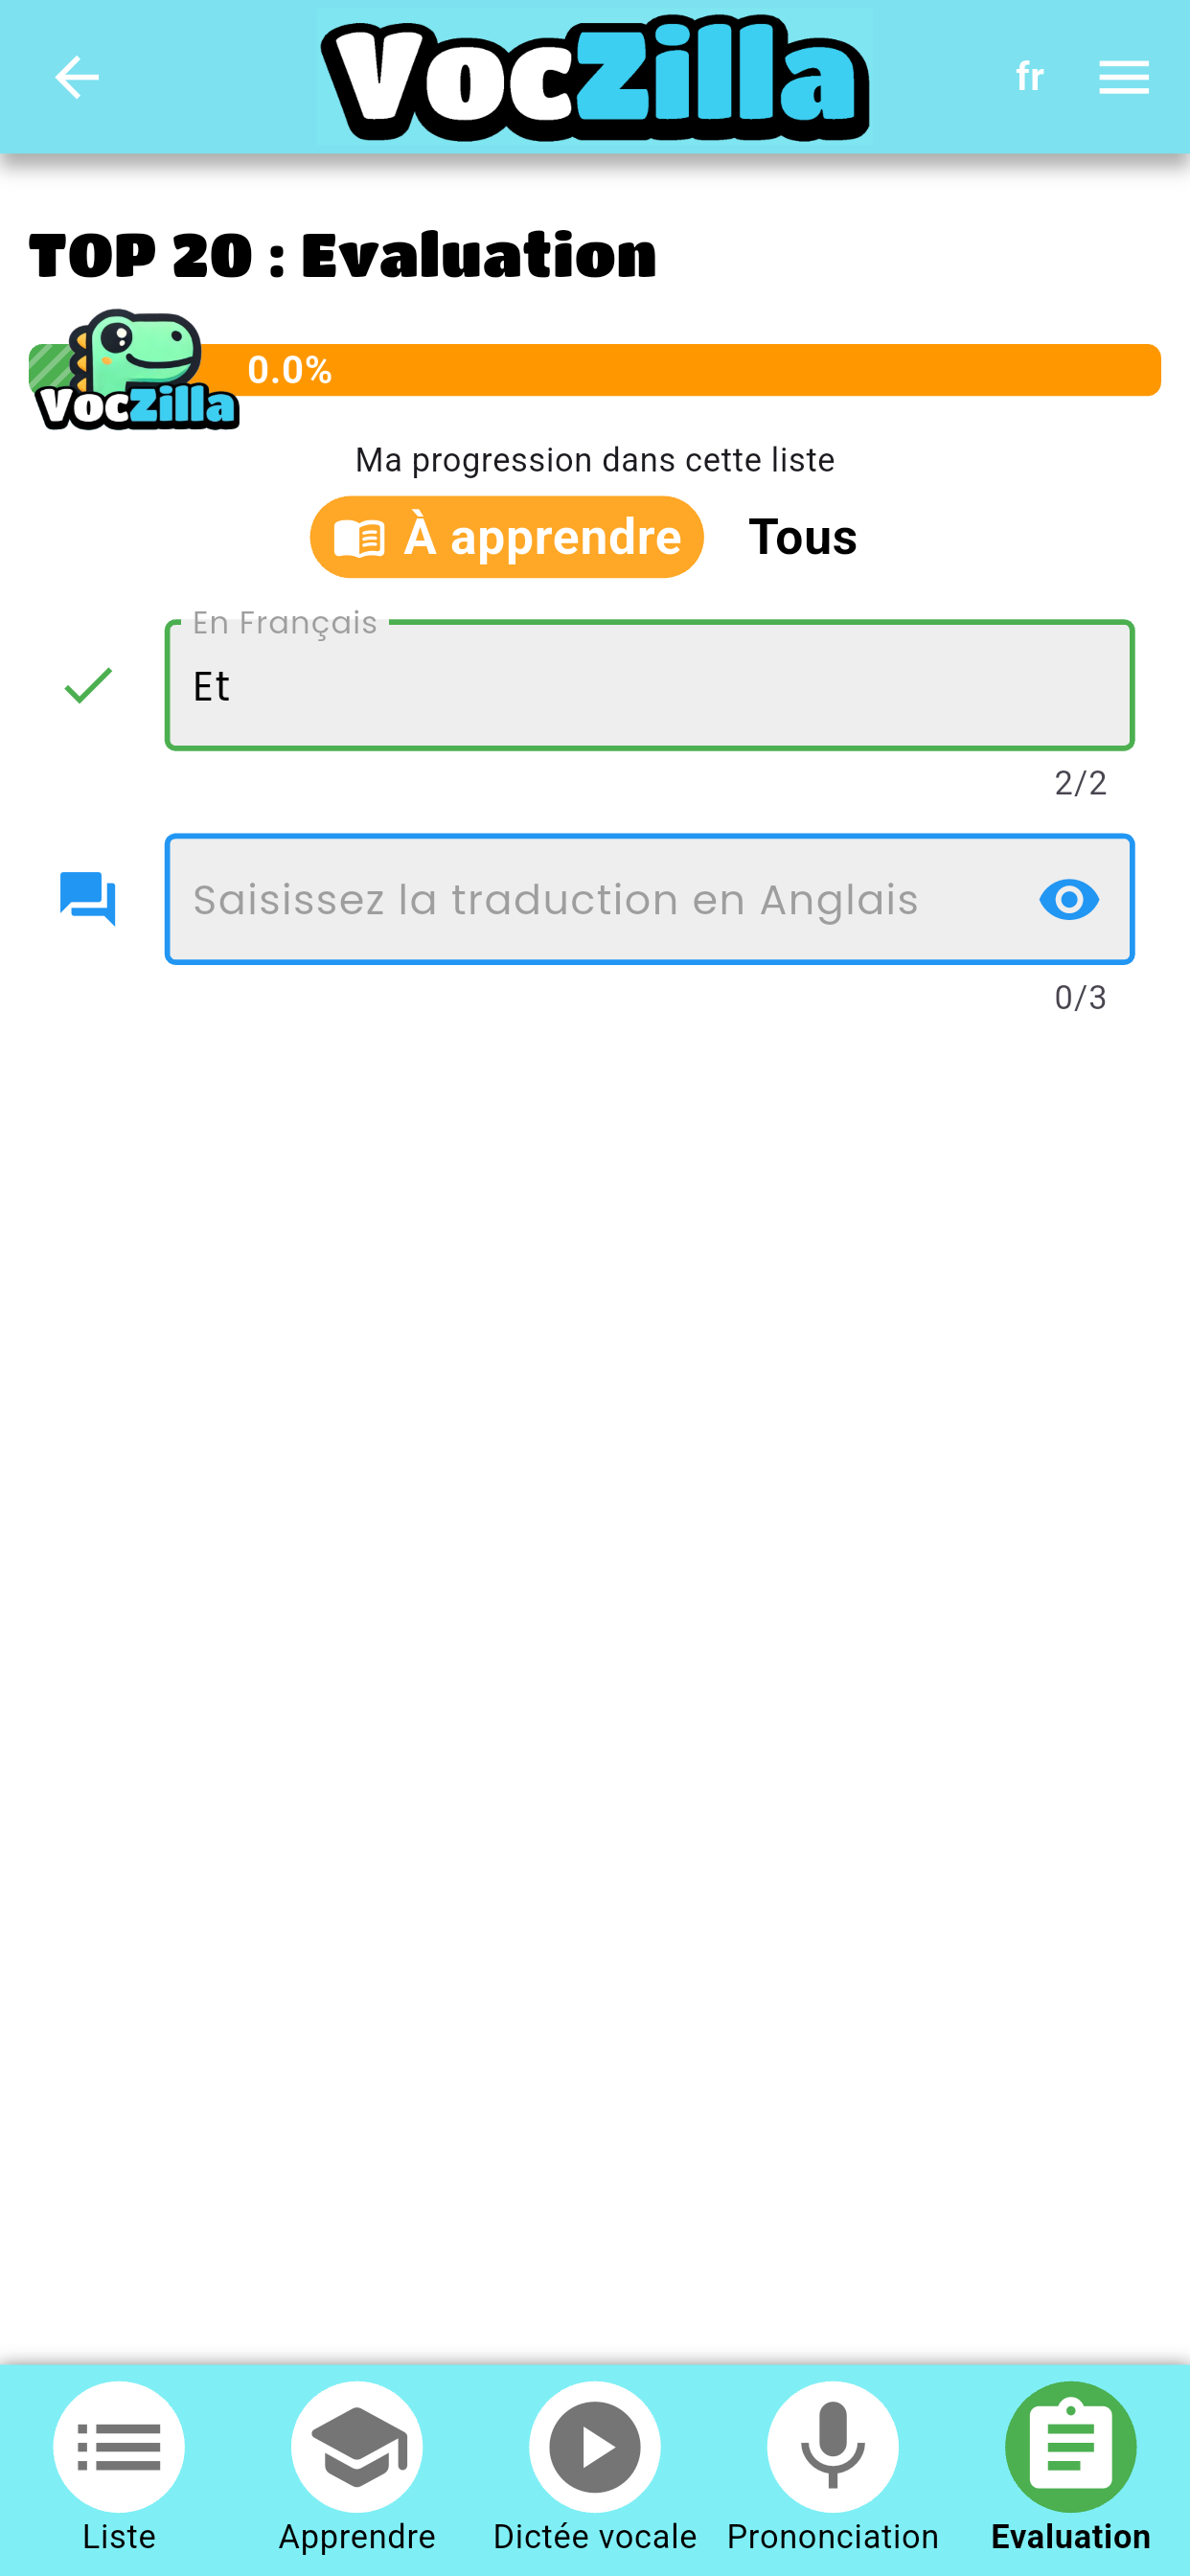 VocZilla
fr
TOP 20 : Evaluation
0.0%
VocZilla
Ma progression dans cette liste
À apprendre Tous
En Français
Et
2/2
Saisissez la traduction en Anglais
0/3
Liste Apprendre Dictée vocale Prononciation Evaluation